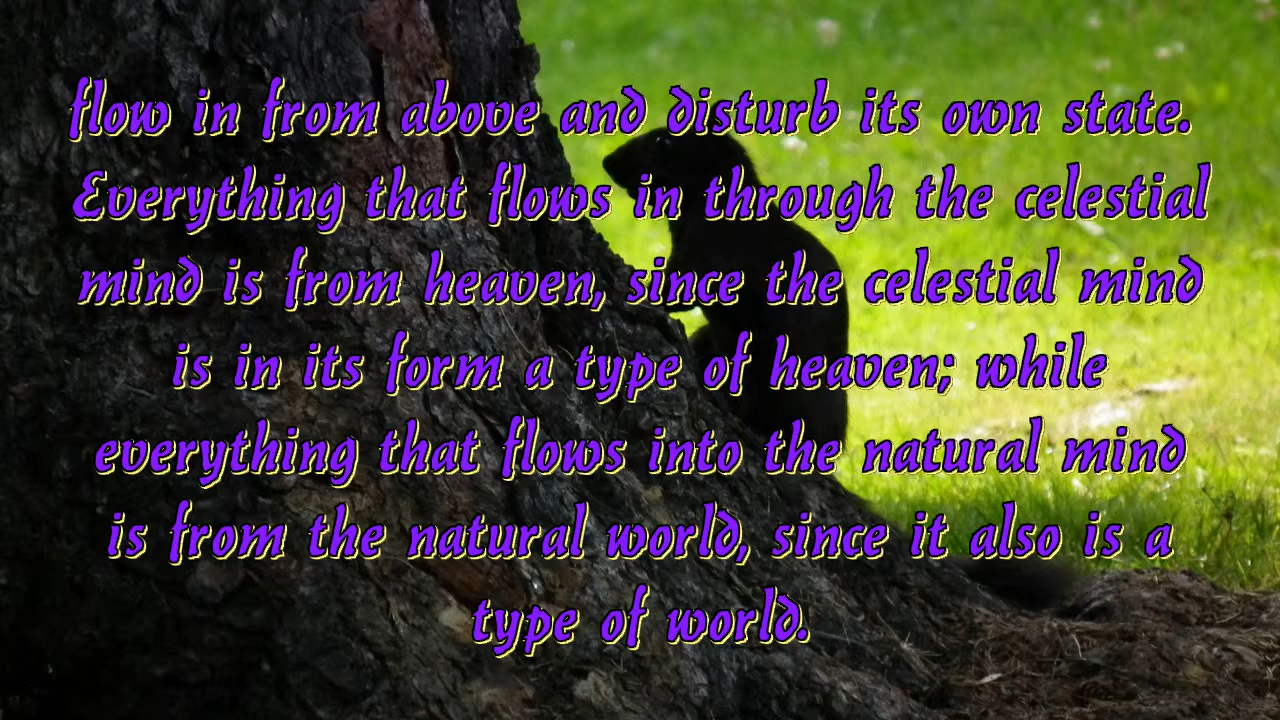 flow in from above and disturb its own state.
Everything that flows in through the celestial
mind is from heaven, since the celestial mind
is in its form a type of heaven; while
everything that flows into the natural mind
is from the natural world, since it also is a
type of world.